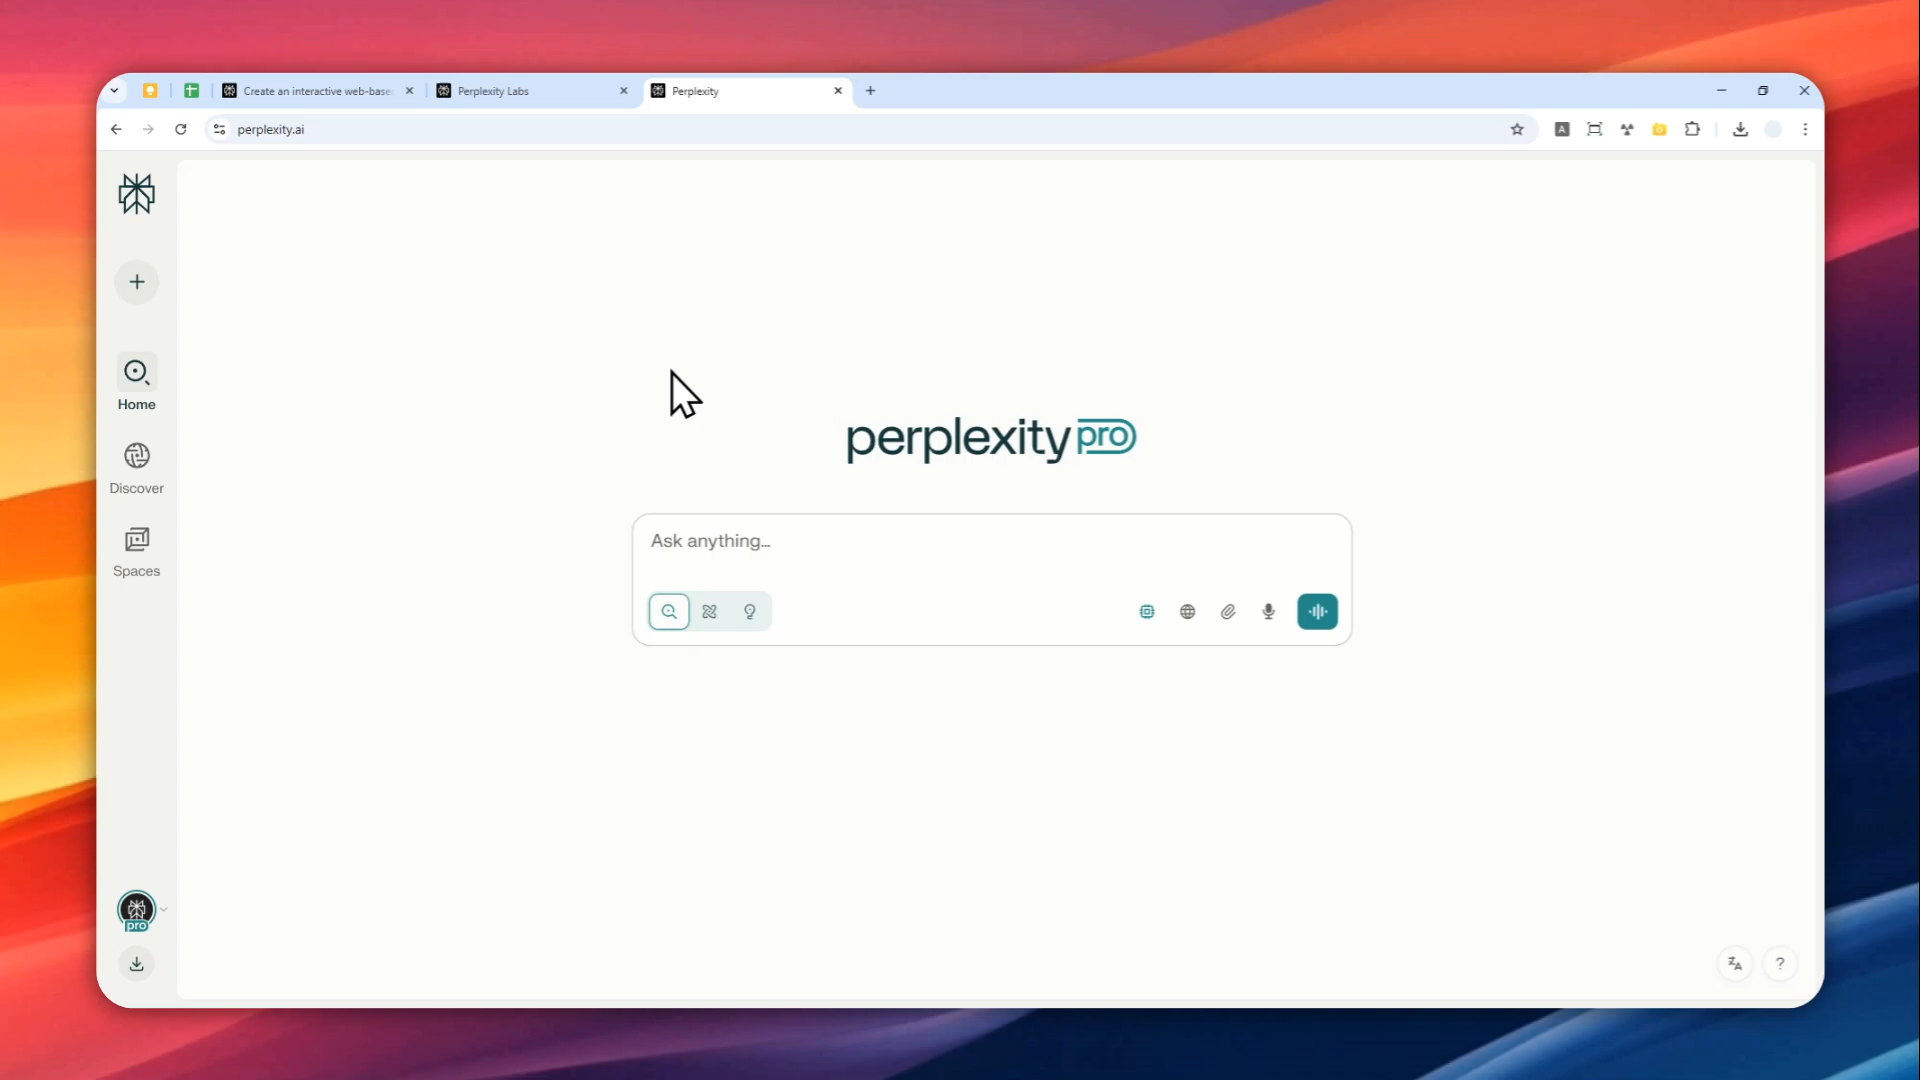 Create an interactive web-base
Perplexity Labs
Perplexity
perplexity.ai
Home
Discover
Spaces
perplexity pro
Ask anything...
pro